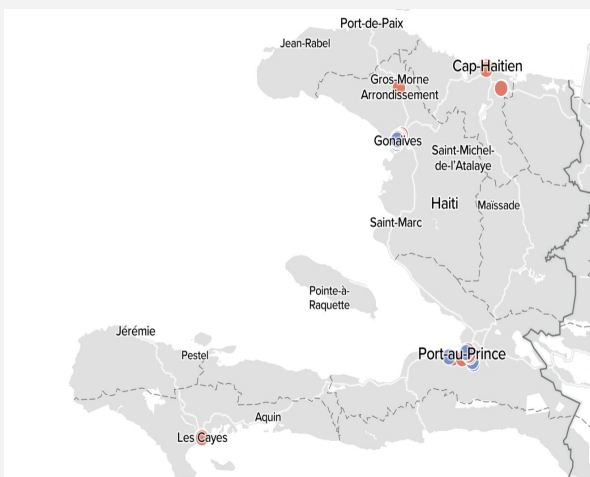 Port-de-Paix
Jean-Rabel
Cap-Haitien
Gros-Morne
Arrondissement
Gonaïves
Saint-Michel-
de-l'Atalaye
Haiti
Maïssade
Saint-Marc
Pointe-à-
Raquette
Jérémie
Pestel
Port-au-Prince
Aquin
Les Cayes